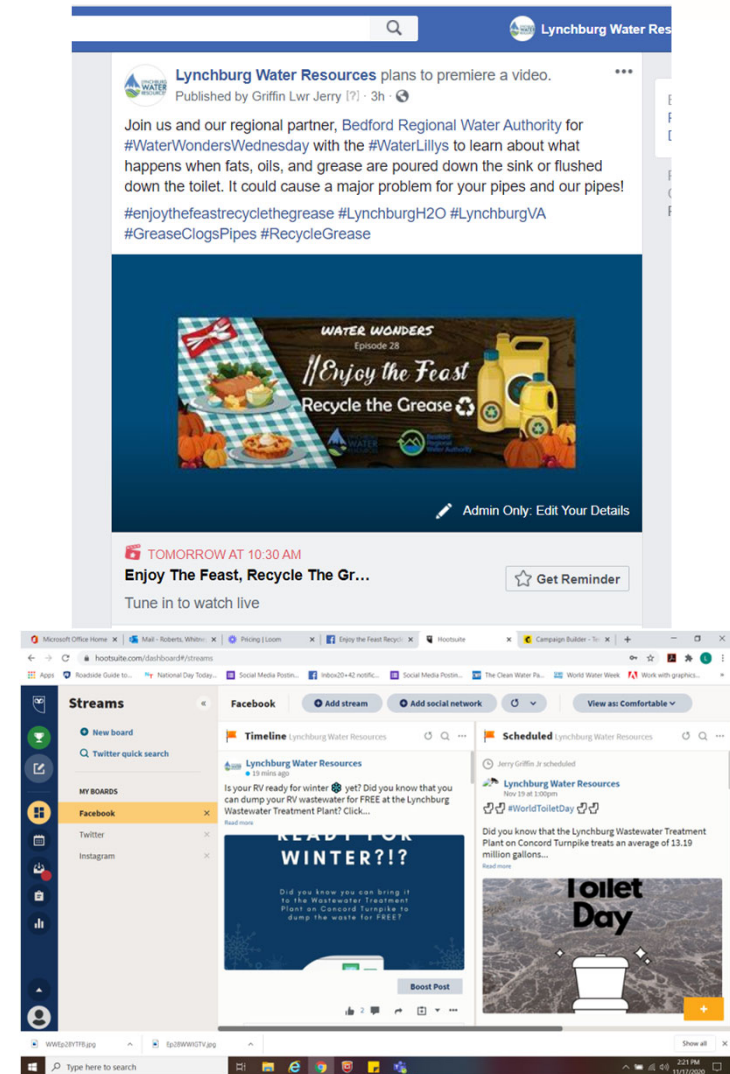 Lynchburg Water Res
Lynchburg Water Resources plans to premiere a video.
Published by Griffin Lwr Jerry [?] · 3h ·
Join us and our regional partner, Bedford Regional Water Authority for
#WaterWondersWednesday with the #WaterLillys to learn about what
happens when fats, oils, and grease are poured down the sink or flushed
down the toilet. It could cause a major problem for your pipes and our pipes!
#enjoythefeastrecyclethegrease #LynchburgH2O #LynchburgVA
#GreaseClogsPipes #RecycleGrease
WATER WONDERS
Episode 28
Enjoy the Feast
Recycle the Grease
WATER
Bedford
Regional
Water Authority
Admin Only: Edit Your Details
TOMORROW AT 10:30 AM
Enjoy The Feast, Recycle The Gr...
Get Reminder
Tune in to watch live
Microsoft Office Home
Mail - Roberts, Whitne
Pricing | Loom
Enjoy the Feast Recycl
Hootsuite
Campaign Builder - Te
hootsuite.com/dashboard#/streams
Apps
Roadside Guide to...
National Day Today...
Social Media Postin...
Inbox20+42 notific...
Social Media Postin...
The Clean Water Pa...
World Water Week
Work with graphics...
Streams
«
Facebook
Add stream
Add social network
View as: Comfortable
New board
Twitter quick search
MY BOARDS
Facebook
Twitter
Instagram
Timeline Lynchburg Water Resources
Lynchburg Water Resources
19 mins ago
Is your RV ready for winter ❄ yet? Did you know that you
can dump your RV wastewater for FREE at the Lynchburg
Wastewater Treatment Plant? Click...
Read more
READY FOR
WINTER?!?
Did you know you can bring it
to the Wastewater Treatment
Plant on Concord Turnpike to
dump the waste for FREE?
Boost Post
2
Scheduled Lynchburg Water Resources
Jerry Griffin Jr scheduled
Lynchburg Water Resources
Nov 19 at 1:00pm
🚽🚽 #WorldToiletDay 🚽🚽
Did you know that the Lynchburg Wastewater Treatment
Plant on Concord Turnpike treats an average of 13.19
million gallons...
Read more
Toilet
Day
WWEp28YTFB.jpg
Ep28WWIGTV.jpg
Show all
Type here to search
2:21 PM
11/17/2020